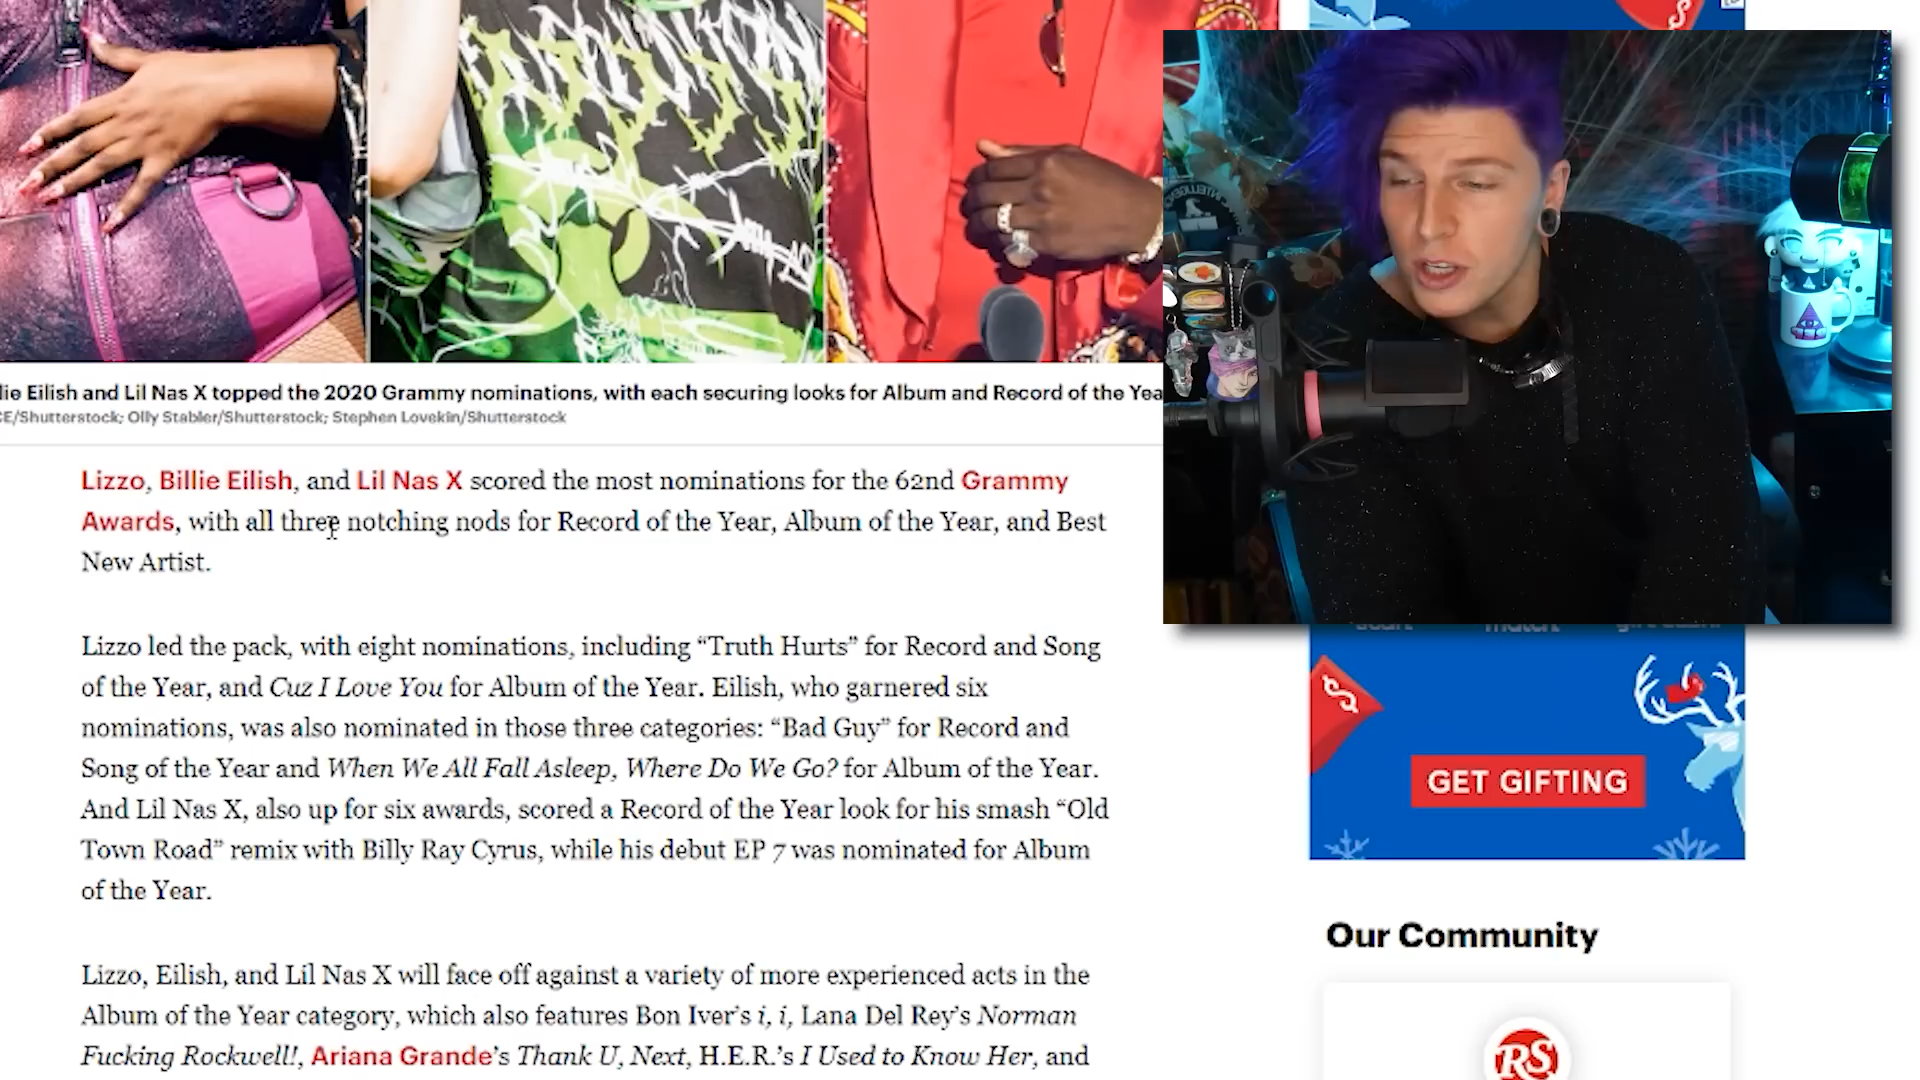 lie Eilish and Lil Nas X topped the 2020 Grammy nominations, with each securing looks for Album and Record of the Yea
CE/Shutterstock; Olly Stabler/Shutterstock; Stephen Lovekin/Shutterstock
Lizzo, Billie Eilish, and Lil Nas X scored the most nominations for the 62nd Grammy
Awards, with all three notching nods for Record of the Year, Album of the Year, and Best
New Artist.
Lizzo led the pack, with eight nominations, including “Truth Hurts” for Record and Song
of the Year, and Cuz I Love You for Album of the Year. Eilish, who garnered six
nominations, was also nominated in those three categories: “Bad Guy” for Record and
Song of the Year and When We All Fall Asleep, Where Do We Go? for Album of the Year.
And Lil Nas X, also up for six awards, scored a Record of the Year look for his smash “Old
Town Road” remix with Billy Ray Cyrus, while his debut EP 7 was nominated for Album
of the Year.
Lizzo, Eilish, and Lil Nas X will face off against a variety of more experienced acts in the
Album of the Year category, which also features Bon Iver’s i, i, Lana Del Rey’s Norman
Fucking Rockwell!, Ariana Grande’s Thank U, Next, H.E.R.’s I Used to Know Her, and
GET GIFTING
Our Community
RS